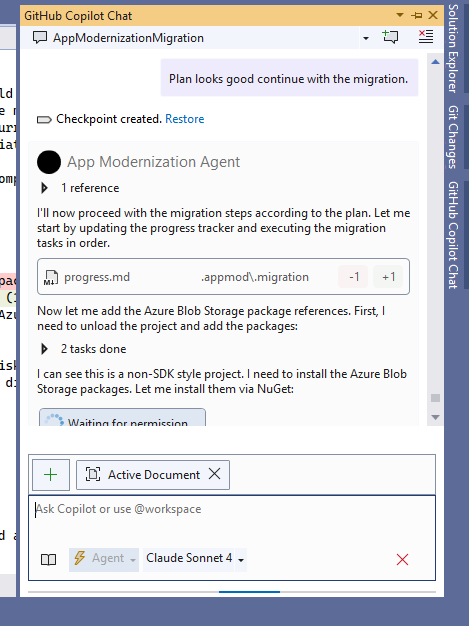 GitHub Copilot Chat
AppModernizationMigration
Plan looks good continue with the migration.
Checkpoint created. Restore
App Modernization Agent
1 reference
I'll now proceed with the migration steps according to the plan. Let me
start by updating the progress tracker and executing the migration
tasks in order.
M↓ progress.md .appmod\.migration -1 +1
Now let me add the Azure Blob Storage package references. First, I
need to unload the project and add the packages:
2 tasks done
I can see this is a non-SDK style project. I need to install the Azure Blob
Storage packages. Let me install them via NuGet:
Waiting for permission
Active Document
Ask Copilot or use @workspace
Agent Claude Sonnet 4
Solution Explorer
Git Changes
GitHub Copilot Chat